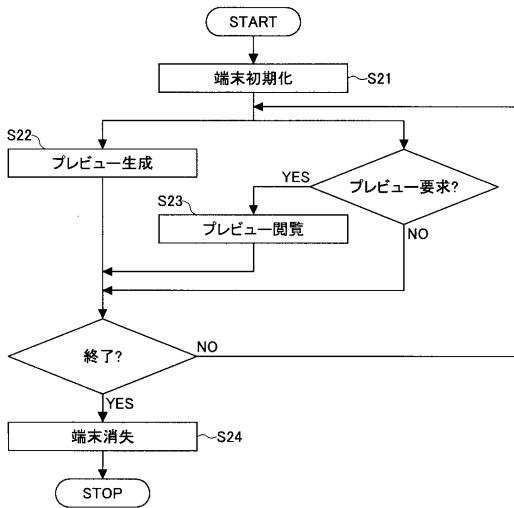 START
端末初期化
S21
S22
プレビュー生成
プレビュー要求?
YES
S23
プレビュー閲覧
NO
終了?
NO
YES
端末消失
S24
STOP